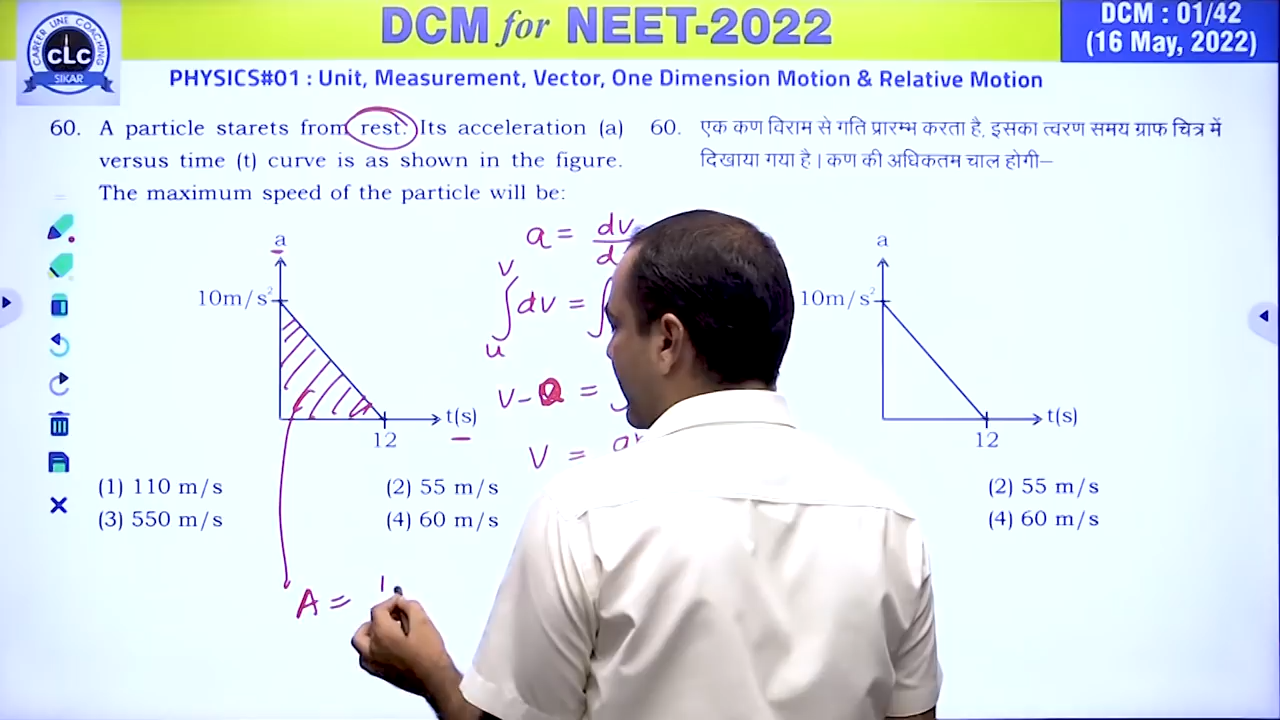 DCM for NEET-2022
DCM : 01/42
(16 May, 2022)
CAREER LINE COACHING
CLC
SIKAR
PHYSICS#01 : Unit, Measurement, Vector, One Dimension Motion & Relative Motion
60. A particle starets from rest. Its acceleration (a)
versus time (t) curve is as shown in the figure.
The maximum speed of the particle will be:
a
10m/s²
t(s)
12
(1) 110 m/s
(2) 55 m/s
(3) 550 m/s
(4) 60 m/s
a = dv
v
∫dv = ∫
u
v - 0 =
v =
A =
60. एक कण विराम से गति प्रारम्भ करता है, इसका त्वरण समय ग्राफ चित्र में
दिखाया गया है। कण की अधिकतम चाल होगी–
a
10m/s²
t(s)
12
(2) 55 m/s
(4) 60 m/s